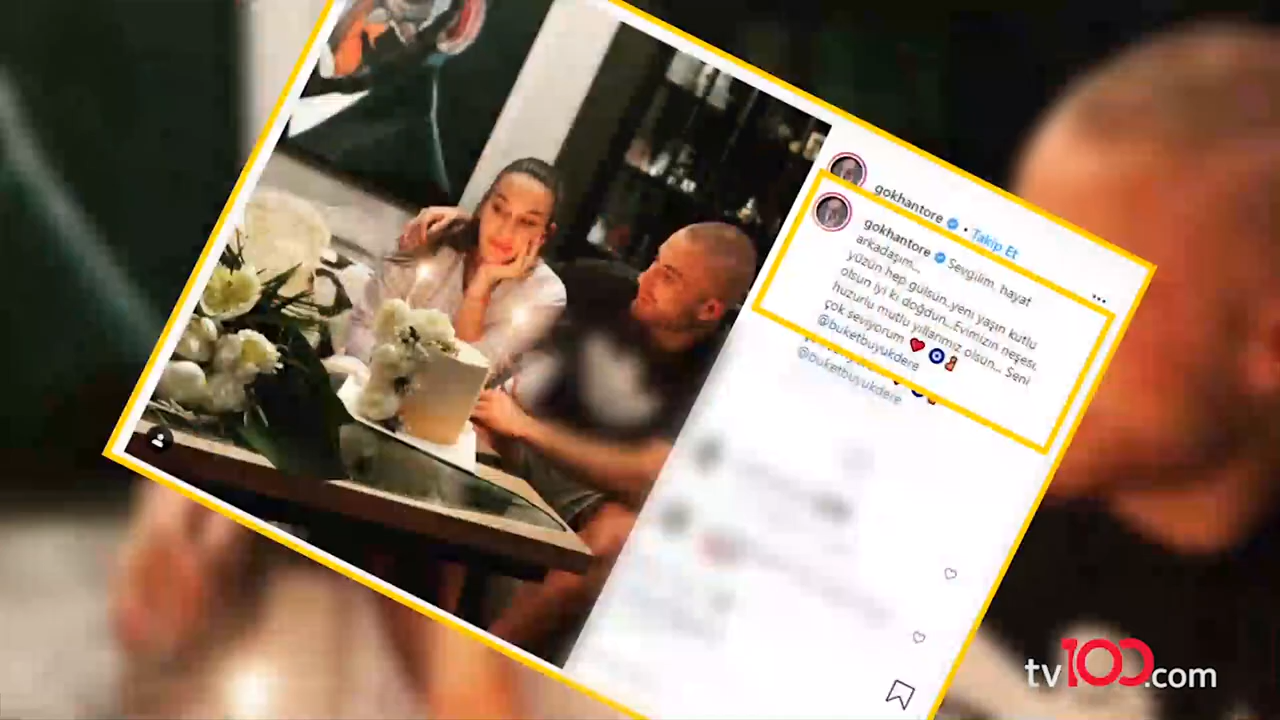 gokhantore • Takip Et
gokhantore Sevgilim, hayat
arkadaşım...
yüzün hep gülsün..yeni yaşın kutlu
olsun iyi ki doğdun...Evimizin neşesi,
huzurlu mutlu yıllarımız olsun... Seni
çok seviyorum ❤️ 🧿
@buketbuyukdere
@buketbuyukdere
tv100.com